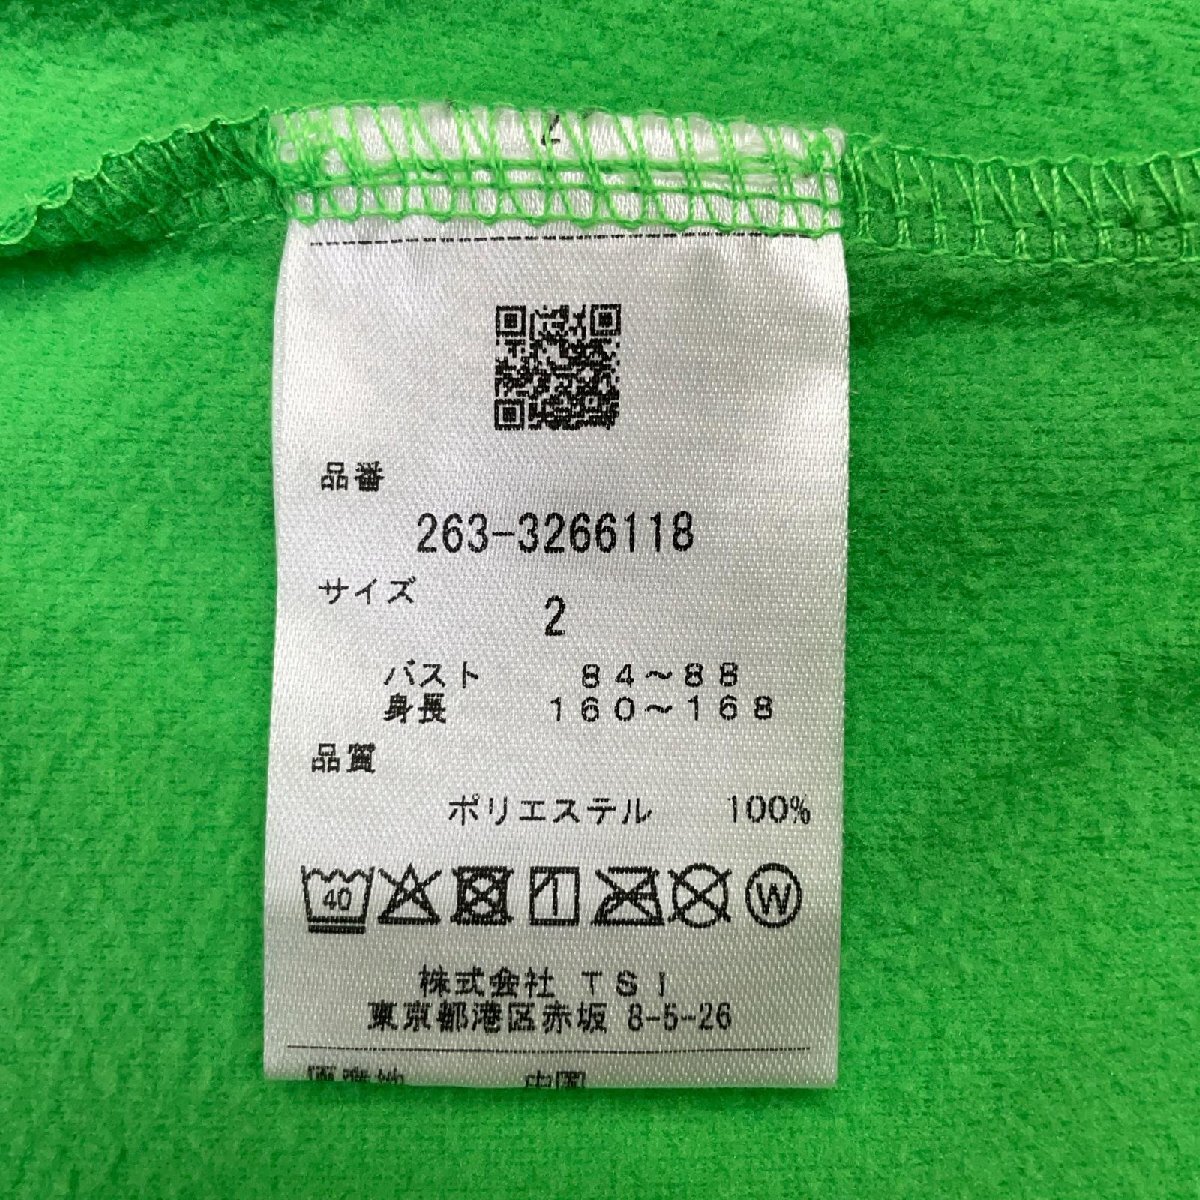 品番
263-3266118
サイズ
2
バスト 84～88
身長 160～168
品質
ポリエステル 100%
40
W
株式会社 TSI
東京都港区赤坂 8-5-26